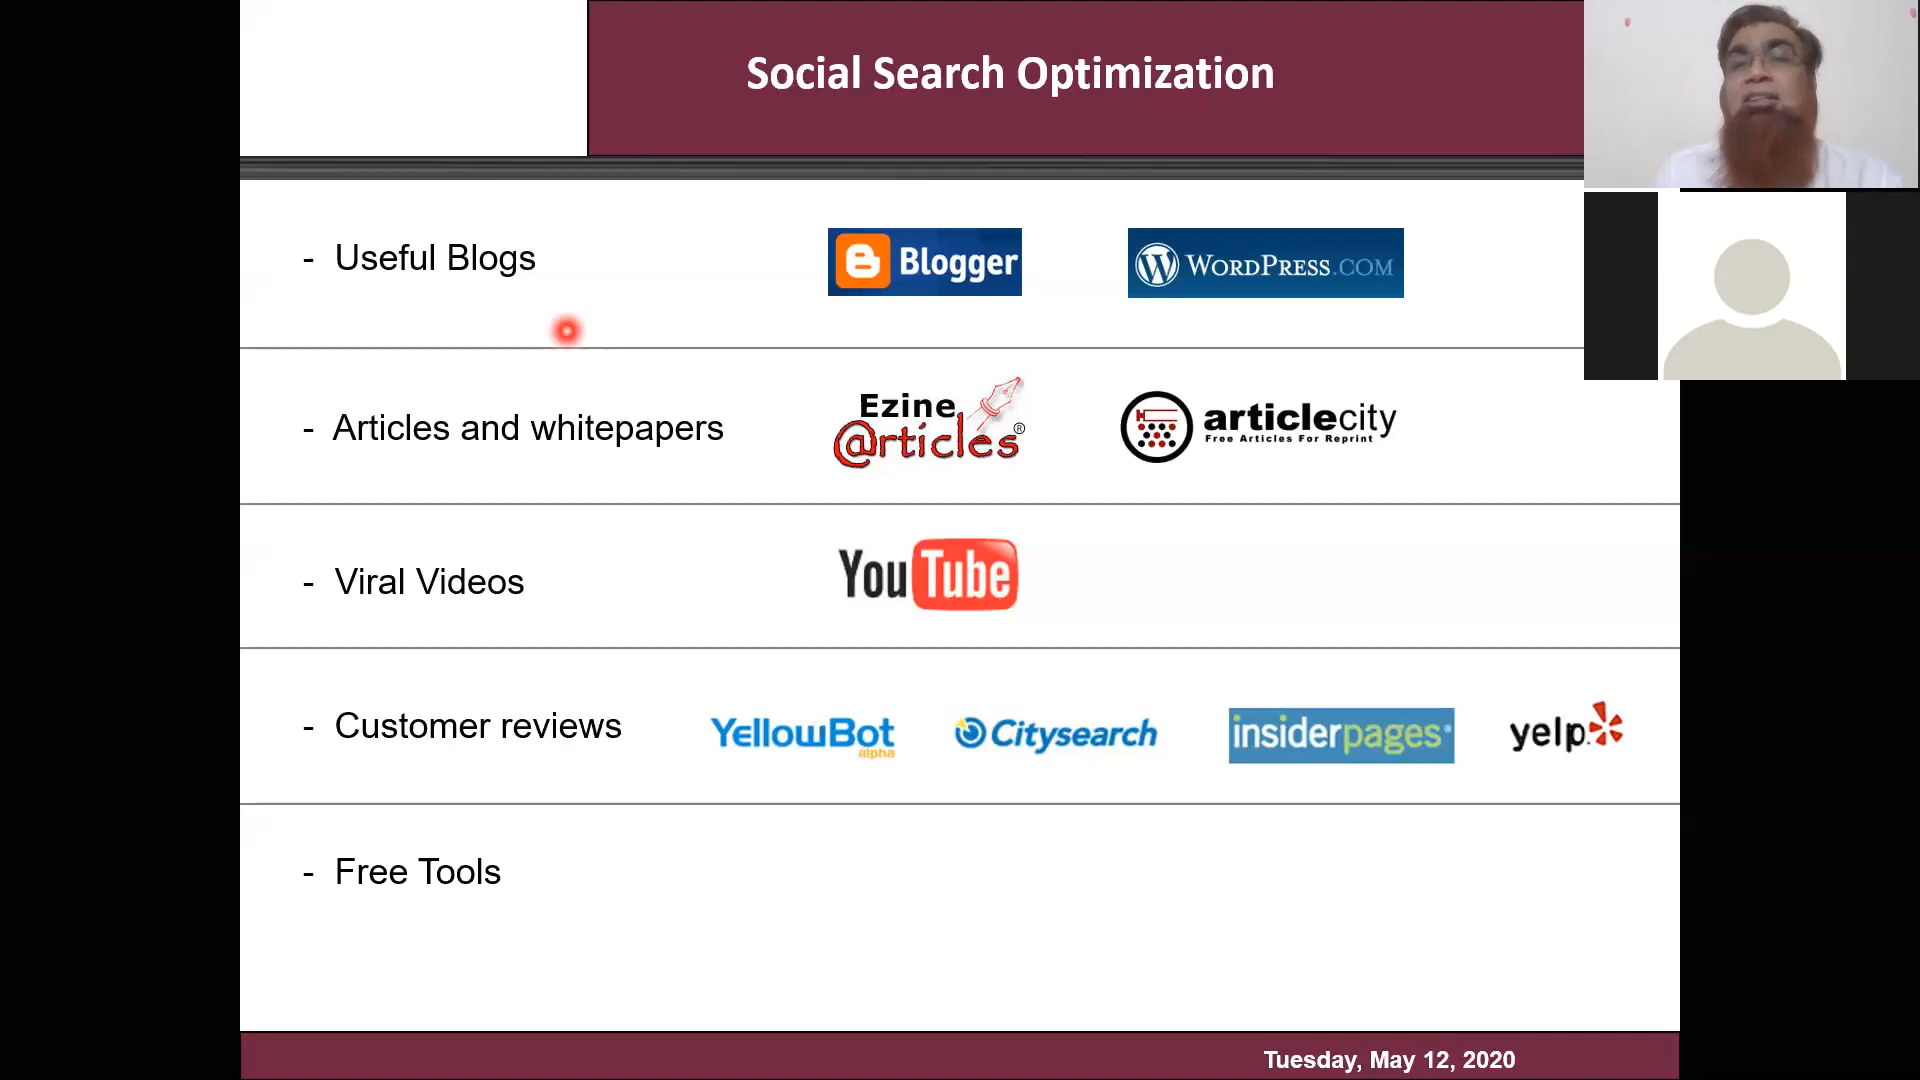 Social Search Optimization
- Useful Blogs
Blogger
WORDPRESS.COM
- Articles and whitepapers
Ezine
@rticles®
articlecity
Free Articles For Reprint
- Viral Videos
YouTube
- Customer reviews
YellowBot
alpha
Citysearch
insiderpages
yelp
- Free Tools
Tuesday, May 12, 2020